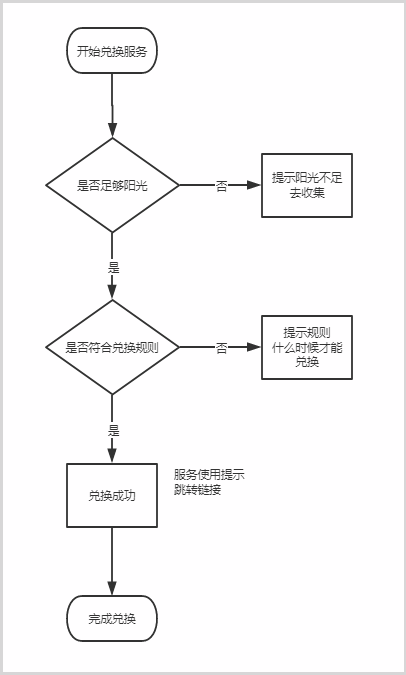 开始兑换服务
是否足够阳光
否
提示阳光不足
去收集
是
是否符合兑换规则
否
提示规则
什么时候才能
兑换
是
兑换成功
服务使用提示
跳转链接
完成兑换